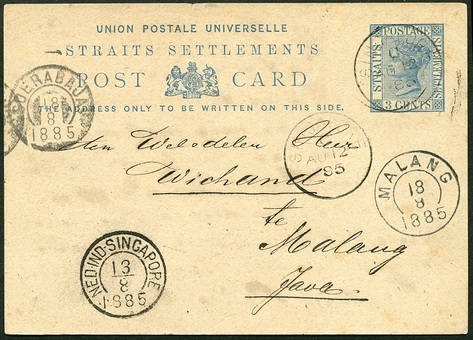 UNION POSTALE UNIVERSELLE
STRAITS SETTLEMENTS
POST CARD
THE ADDRESS ONLY TO BE WRITTEN ON THIS SIDE.
STRAITS POSTAGE SETTLEMENTS
3 CENTS
SOERABAJA
18
8
1885
AU 12
85
MALANG
18
8
1885
NED·IND·SINGAPORE
13
8
1885
Den Weledelen Heer
Wichand
te
Malang
Java